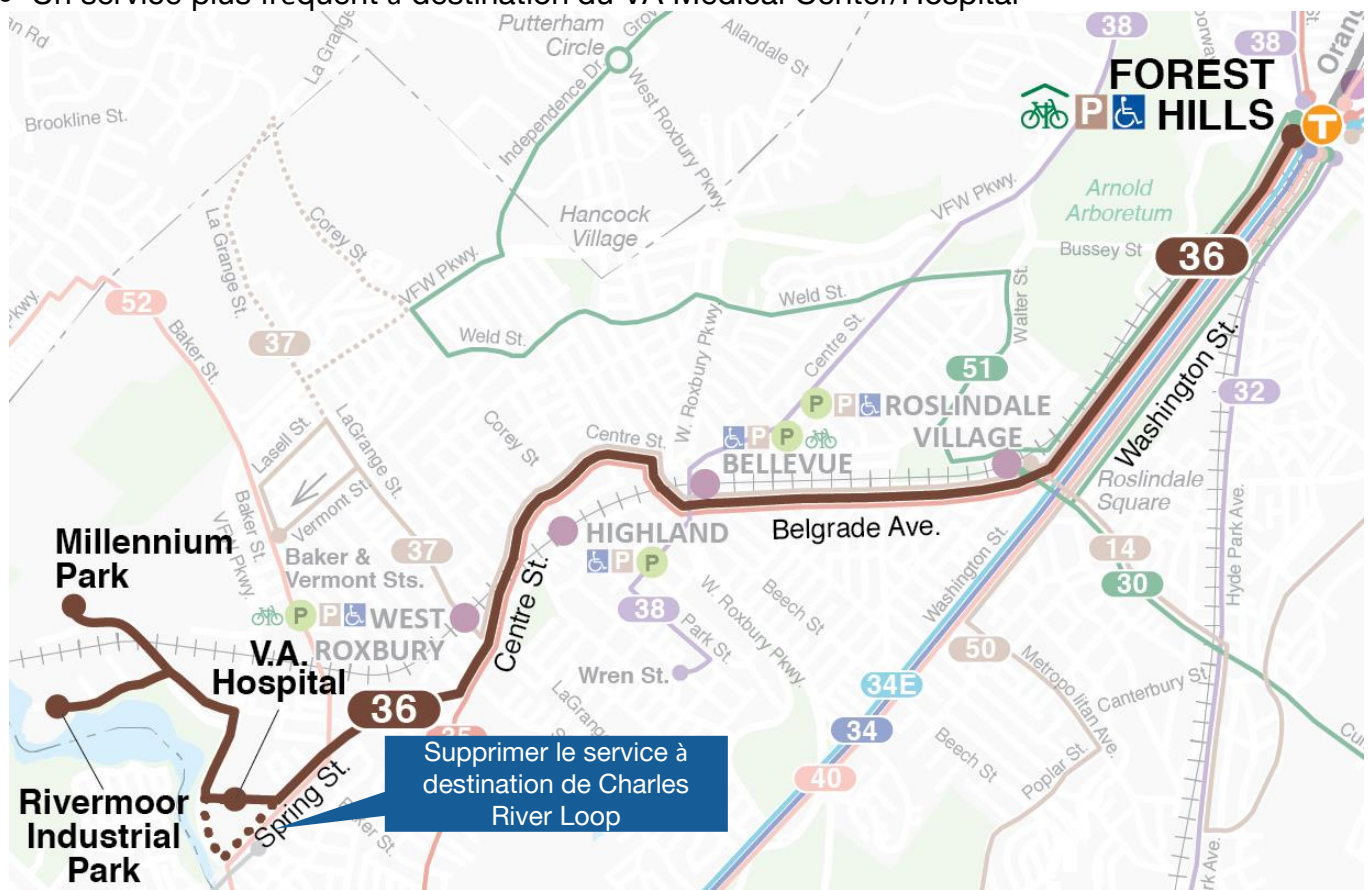 Un service plus fréquent à destination du VA Medical Center/Hospital
Putterham
Circle
Allandale St
38
38
La Grange
Brookline St.
Independence Dr.
West Roxbury Pkwy.
FOREST
P HILLS
T
Arnold
Arboretum
VFW Pkwy.
Bussey St
36
Hancock
Village
La Grange St.
Corey St
VFW Pkwy.
Weld St.
Weld St.
Walter St.
52
Baker St.
37
W. Roxbury Pkwy.
Centre St.
51
Washington St.
32
P P ROSLINDALE
VILLAGE
P P
BELLEVUE
Corey St
Centre St.
Lasell St
LaGrange St.
Vermont St.
Roslindale
Square
Hyde Park Ave.
Belgrade Ave.
HIGHLAND
P P
Millennium
Park
Baker St.
VFW Pkwy.
Baker &
Vermont Sts.
37
P P WEST
ROXBURY
Centre St.
38
Park St.
W. Roxbury Pkwy.
Beech St
Washington St.
14
30
V.A.
Hospital
Wren St.
50
Metropolitan Ave.
Canterbury St
36
34E
34
35
Beech St
Poplar St.
40
Supprimer le service à
destination de Charles
River Loop
Spring St.
Baker St.
Rivermoor
Industrial
Park